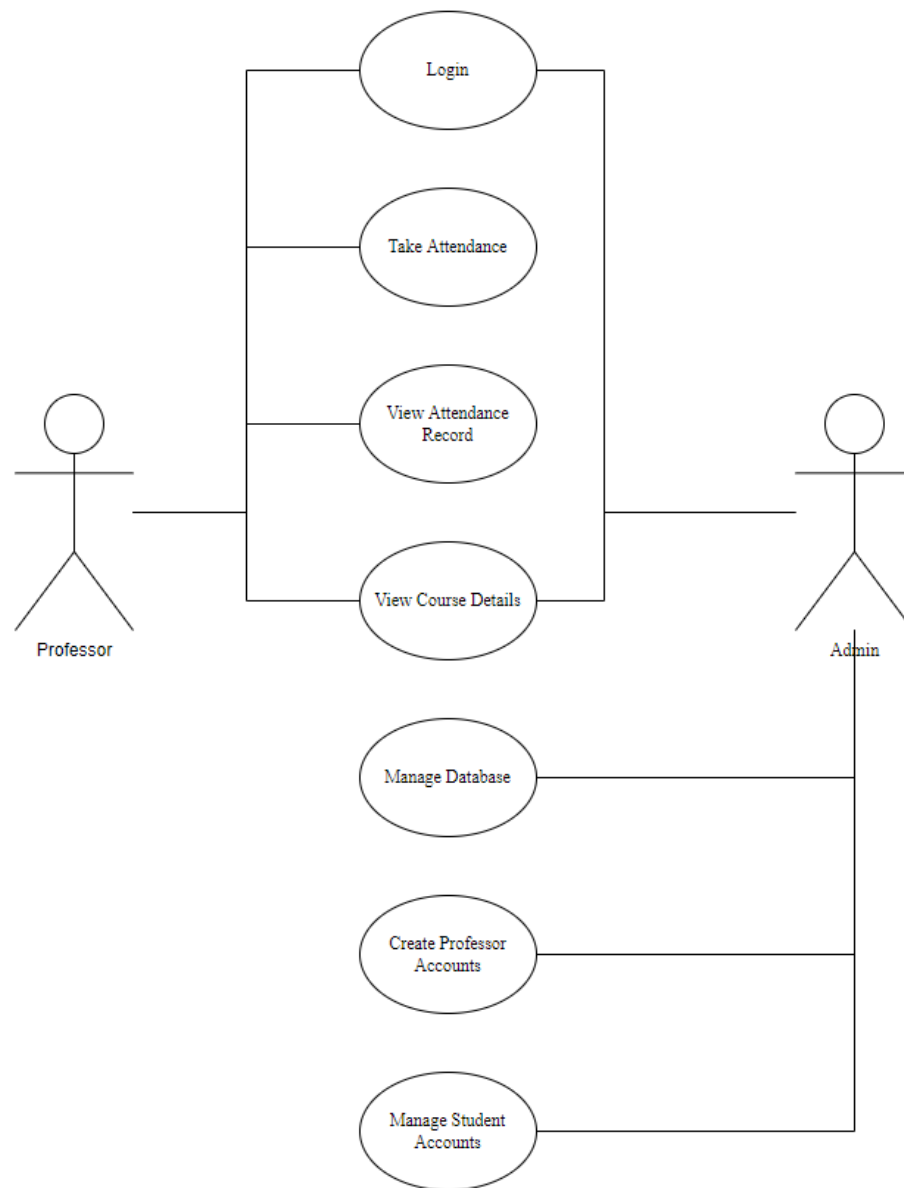 Login
Take Attendance
View Attendance
Record
View Course Details
Professor
Admin
Manage Database
Create Professor
Accounts
Manage Student
Accounts